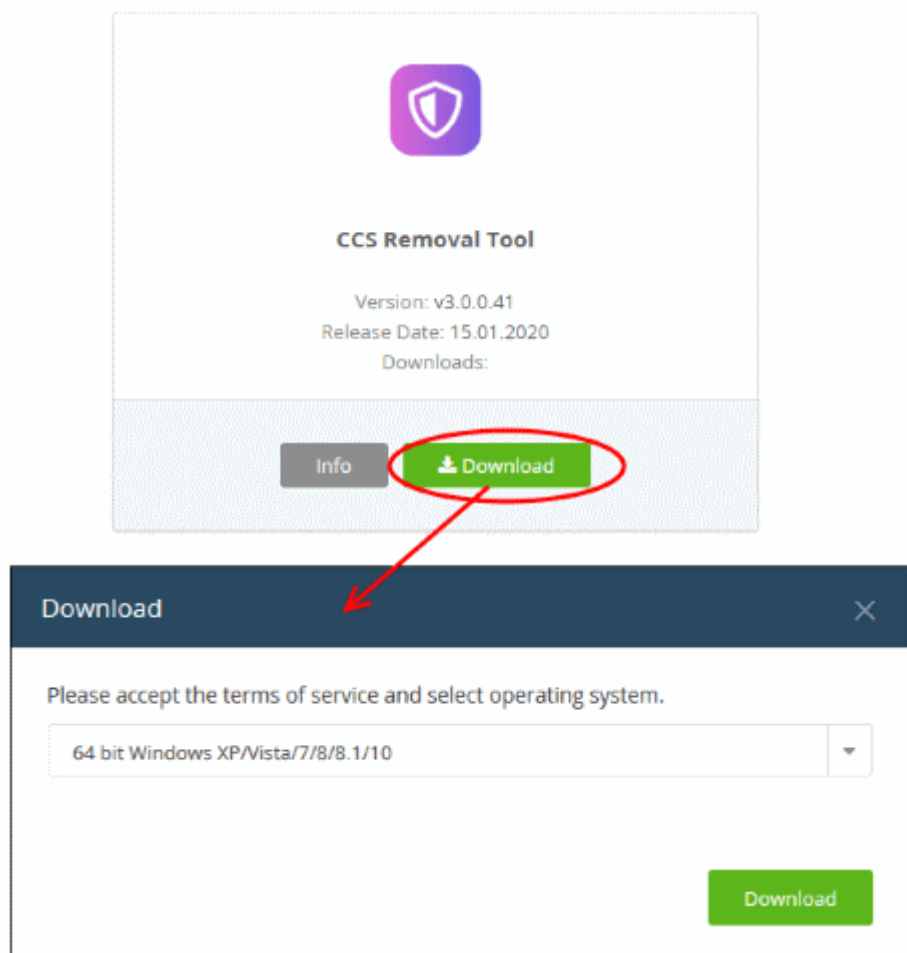 CCS Removal Tool
Version: v3.0.0.41
Release Date: 15.01.2020
Downloads:
Info
Download
Download
Please accept the terms of service and select operating system.
64 bit Windows XP/Vista/7/8/8.1/10
Download